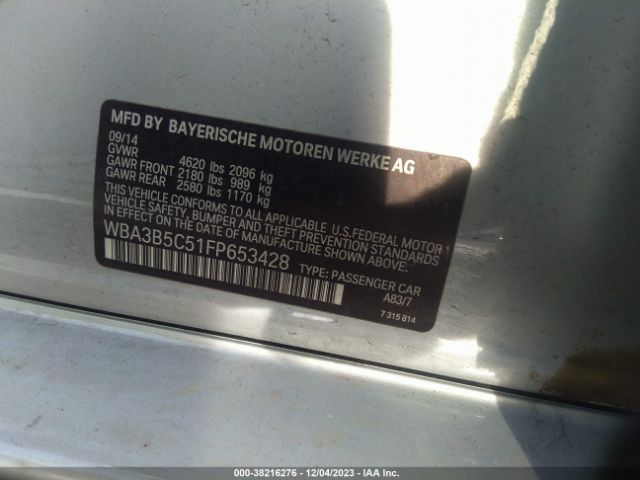 MFD BY BAYERISCHE MOTOREN WERKE AG
09/14
GVWR 4620 lbs 2096 kg
GAWR FRONT 2180 lbs 989 kg
GAWR REAR 2580 lbs 1170 kg
THIS VEHICLE CONFORMS TO ALL APPLICABLE U.S.FEDERAL MOTOR
VEHICLE SAFETY, BUMPER AND THEFT PREVENTION STANDARDS
IN EFFECT ON THE DATE OF MANUFACTURE SHOWN ABOVE.
WBA3B5C51FP653428 TYPE: PASSENGER CAR
A83/7
7 315 814
000-38216276 - 12/04/2023 - IAA Inc.